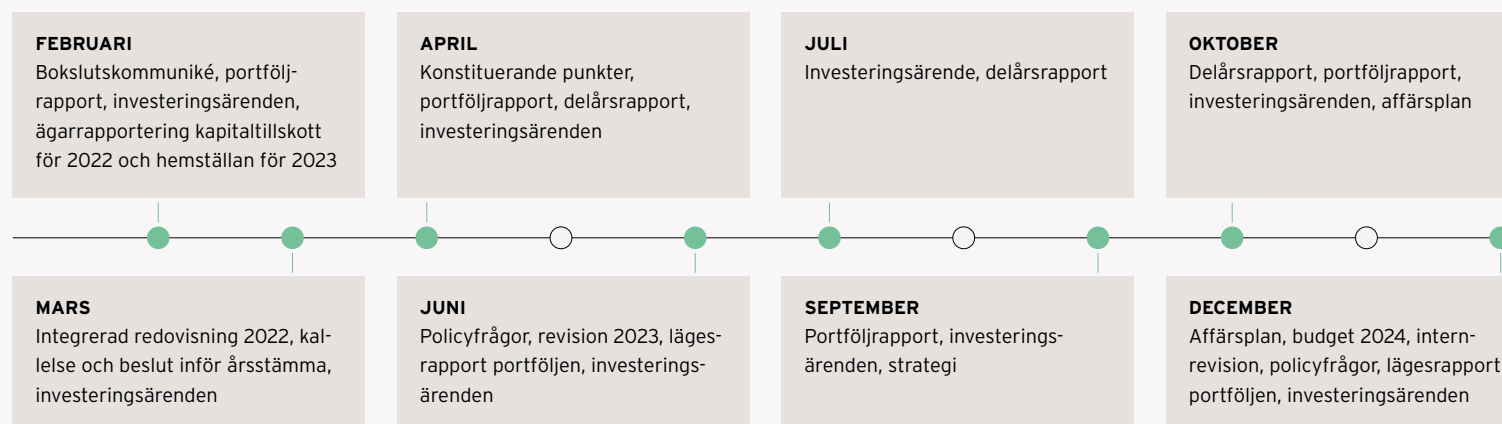 FEBRUARI
Bokslutskommuniké, portfölj-
rapport, investeringsärenden,
ägarrapportering kapitaltillskott
för 2022 och hemställan för 2023
APRIL
Konstituerande punkter,
portföljrapport, delårsrapport,
investeringsärenden
JULI
Investeringsärende, delårsrapport
OKTOBER
Delårsrapport, portföljrapport,
investeringsärenden, affärsplan
MARS
Integrerad redovisning 2022, kal-
lelse och beslut inför årsstämma,
investeringsärenden
JUNI
Policyfrågor, revision 2023, läges-
rapport portföljen, investerings-
ärenden
SEPTEMBER
Portföljrapport, investerings-
ärenden, strategi
DECEMBER
Affärsplan, budget 2024, intern-
revision, policyfrågor, lägesrapport
portföljen, investeringsärenden